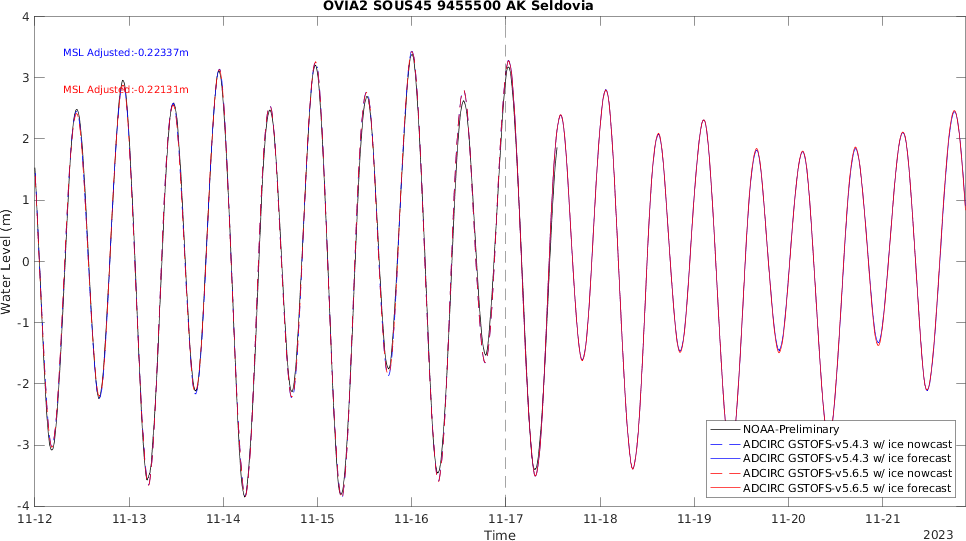 OVIA2 SOUS45 9455500 AK Seldovia
MSL Adjusted:-0.22337m
MSL Adjusted:-0.22131m
4
3
2
1
0
-1
-2
-3
-4
Water Level (m)
NOAA-Preliminary
ADCIRC GSTOFS-v5.4.3 w/ ice nowcast
ADCIRC GSTOFS-v5.4.3 w/ ice forecast
ADCIRC GSTOFS-v5.6.5 w/ ice nowcast
ADCIRC GSTOFS-v5.6.5 w/ ice forecast
11-12 11-13 11-14 11-15 11-16 11-17 11-18 11-19 11-20 11-21
Time
2023